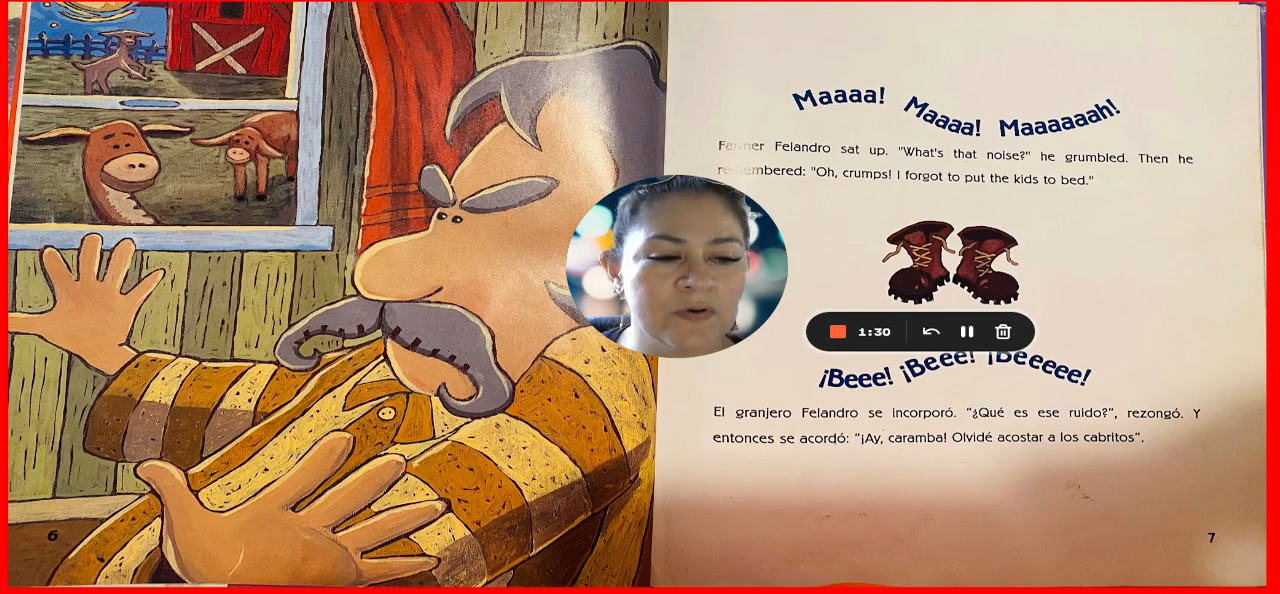 Maaaa! Maaaa! Maaaaaah!
Farmer Felandro sat up. "What's that noise?" he grumbled. Then he
remembered: "Oh, crumps! I forgot to put the kids to bed."
1:30
¡Beee! ¡Beee! ¡Beeeee!
El granjero Felandro se incorporó. “¿Qué es ese ruido?”, rezongó. Y
entonces se acordó: “¡Ay, caramba! Olvidé acostar a los cabritos”.
6
7